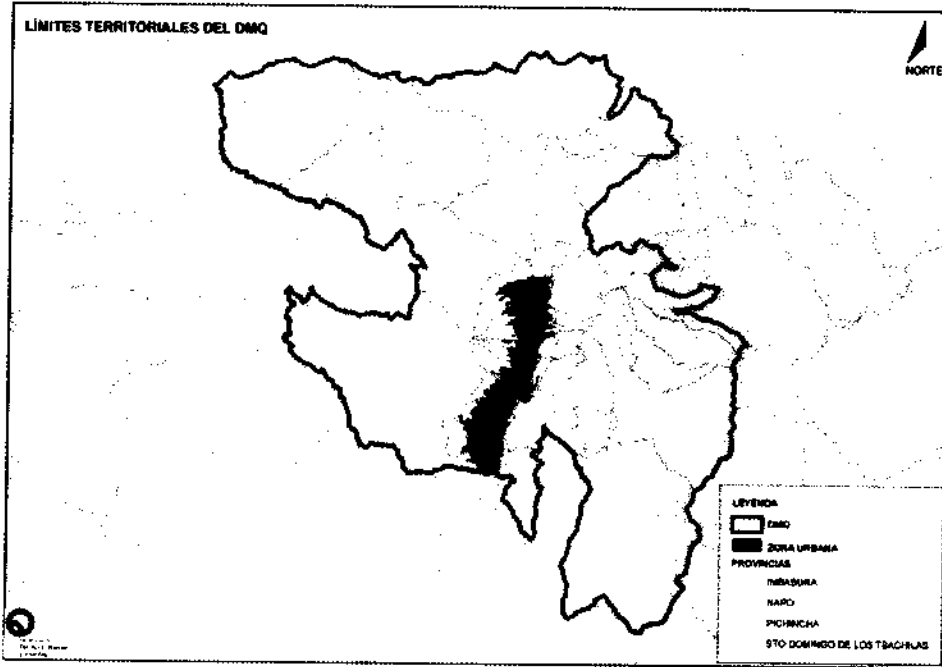 LÍMITES TERRITORIALES DEL DMQ
NORTE
LEYENDA
DMQ
ZONA URBANA
PROVINCIAS
IMBABURA
NAPO
PICHINCHA
STO DOMINGO DE LOS TSACHILAS